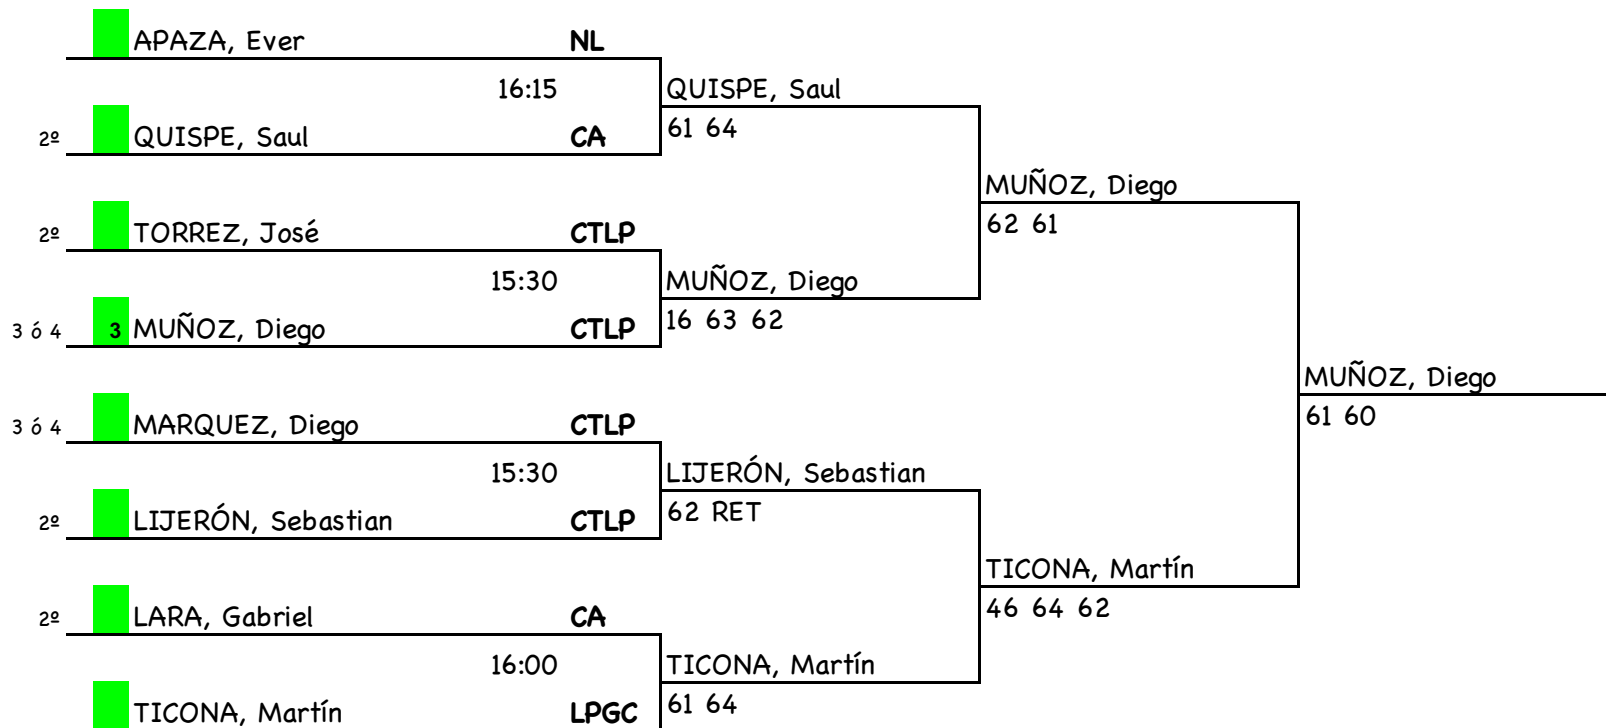 APAZA, Ever NL
16:15 QUISPE, Saul
2º QUISPE, Saul CA 61 64
MUÑOZ, Diego
2º TORREZ, José CTLP 62 61
15:30 MUÑOZ, Diego
3 ó 4 3 MUÑOZ, Diego CTLP 16 63 62
MUÑOZ, Diego
3 ó 4 MARQUEZ, Diego CTLP 61 60
15:30 LIJERÓN, Sebastian
2º LIJERÓN, Sebastian CTLP 62 RET
TICONA, Martín
2º LARA, Gabriel CA 46 64 62
16:00 TICONA, Martín
TICONA, Martín LPGC 61 64